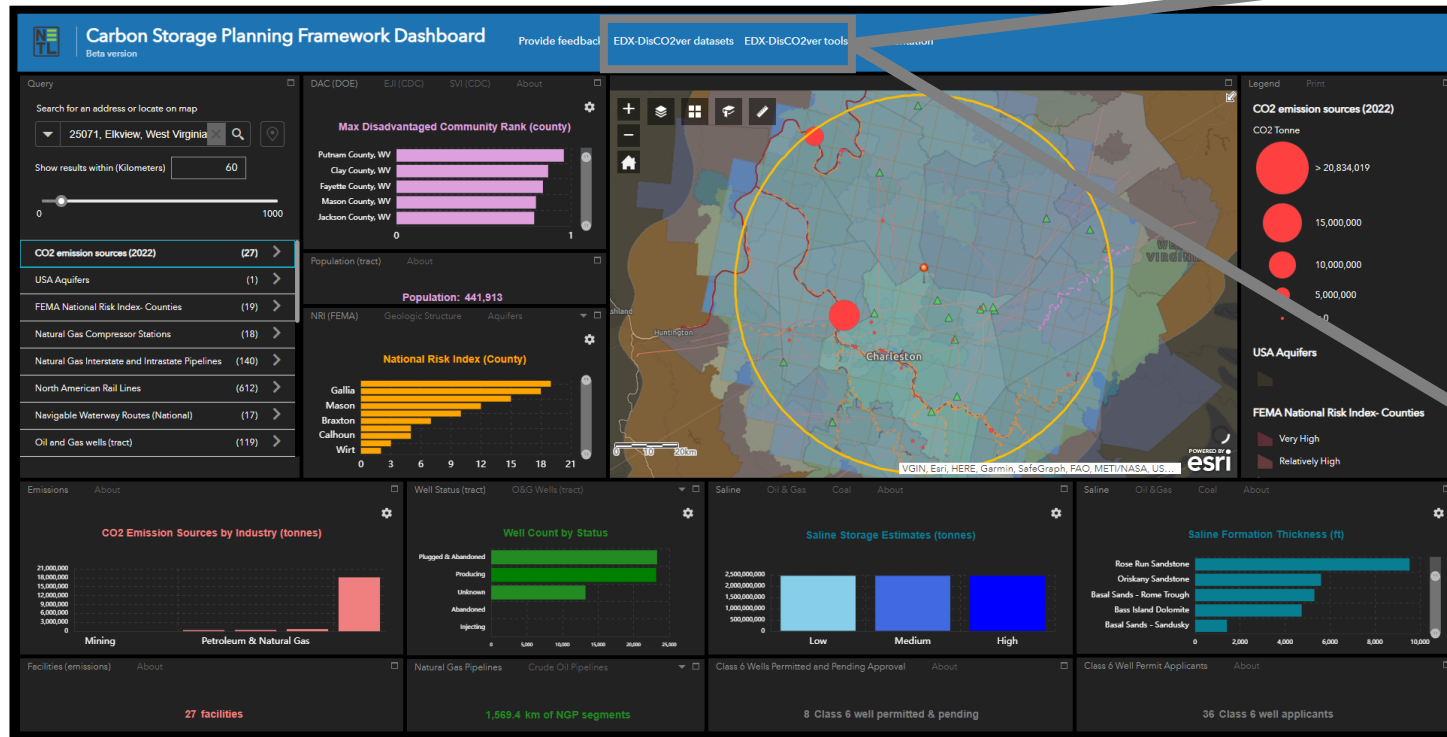 NETL
Carbon Storage Planning Framework Dashboard
Beta version
Provide feedback
EDX-DisCO2ver datasets
EDX-DisCO2ver tools
Query
Search for an address or locate on map
25071, Elkview, West Virginia
Show results within (Kilometers)
60
0
1000
CO2 emission sources (2022) (27)
USA Aquifers (1)
FEMA National Risk Index- Counties (19)
Natural Gas Compressor Stations (18)
Natural Gas Interstate and Intrastate Pipelines (140)
North American Rail Lines (612)
Navigable Waterway Routes (National) (17)
Oil and Gas wells (tract) (119)
DAC (DOE) EJI (CDC) SVI (CDC) About
Max Disadvantaged Community Rank (county)
Putnam County, WV
Clay County, WV
Fayette County, WV
Mason County, WV
Jackson County, WV
0 1
Population (tract) About
Population: 441,913
NRI (FEMA) Geologic Structure Aquifers
National Risk Index (County)
Gallia
Mason
Braxton
Calhoun
Wirt
0 3 6 9 12 15 18 21
Huntington
Charleston
0 10 20km
VGIN, Esri, HERE, Garmin, SafeGraph, FAO, METI/NASA, US...
POWERED BY
esri
Legend Print
CO2 emission sources (2022)
CO2 Tonne
> 20,834,019
15,000,000
10,000,000
5,000,000
USA Aquifers
FEMA National Risk Index- Counties
Very High
Relatively High
Emissions About
CO2 Emission Sources by Industry (tonnes)
21,000,000
18,000,000
15,000,000
12,000,000
9,000,000
6,000,000
3,000,000
0
Mining Petroleum & Natural Gas
Well Status (tract) O&G Wells (tract)
Well Count by Status
Plugged & Abandoned
Producing
Unknown
Abandoned
Injecting
0 5,000 10,000 15,000 20,000 25,000
Saline Oil & Gas Coal About
Saline Storage Estimates (tonnes)
2,500,000,000
2,000,000,000
1,500,000,000
1,000,000,000
500,000,000
0
Low Medium High
Saline Oil &Gas Coal About
Saline Formation Thickness (ft)
Rose Run Sandstone
Oriskany Sandstone
Basal Sands - Rome Trough
Bass Island Dolomite
Basal Sands - Sandusky
0 2,000 4,000 6,000 8,000 10,000
Facilities (emissions) About
27 facilities
Natural Gas Pipelines Crude Oil Pipelines
1,569.4 km of NGP segments
Class 6 Wells Permitted and Pending Approval About
8 Class 6 well permitted & pending
Class 6 Well Permit Applicants About
36 Class 6 well applicants